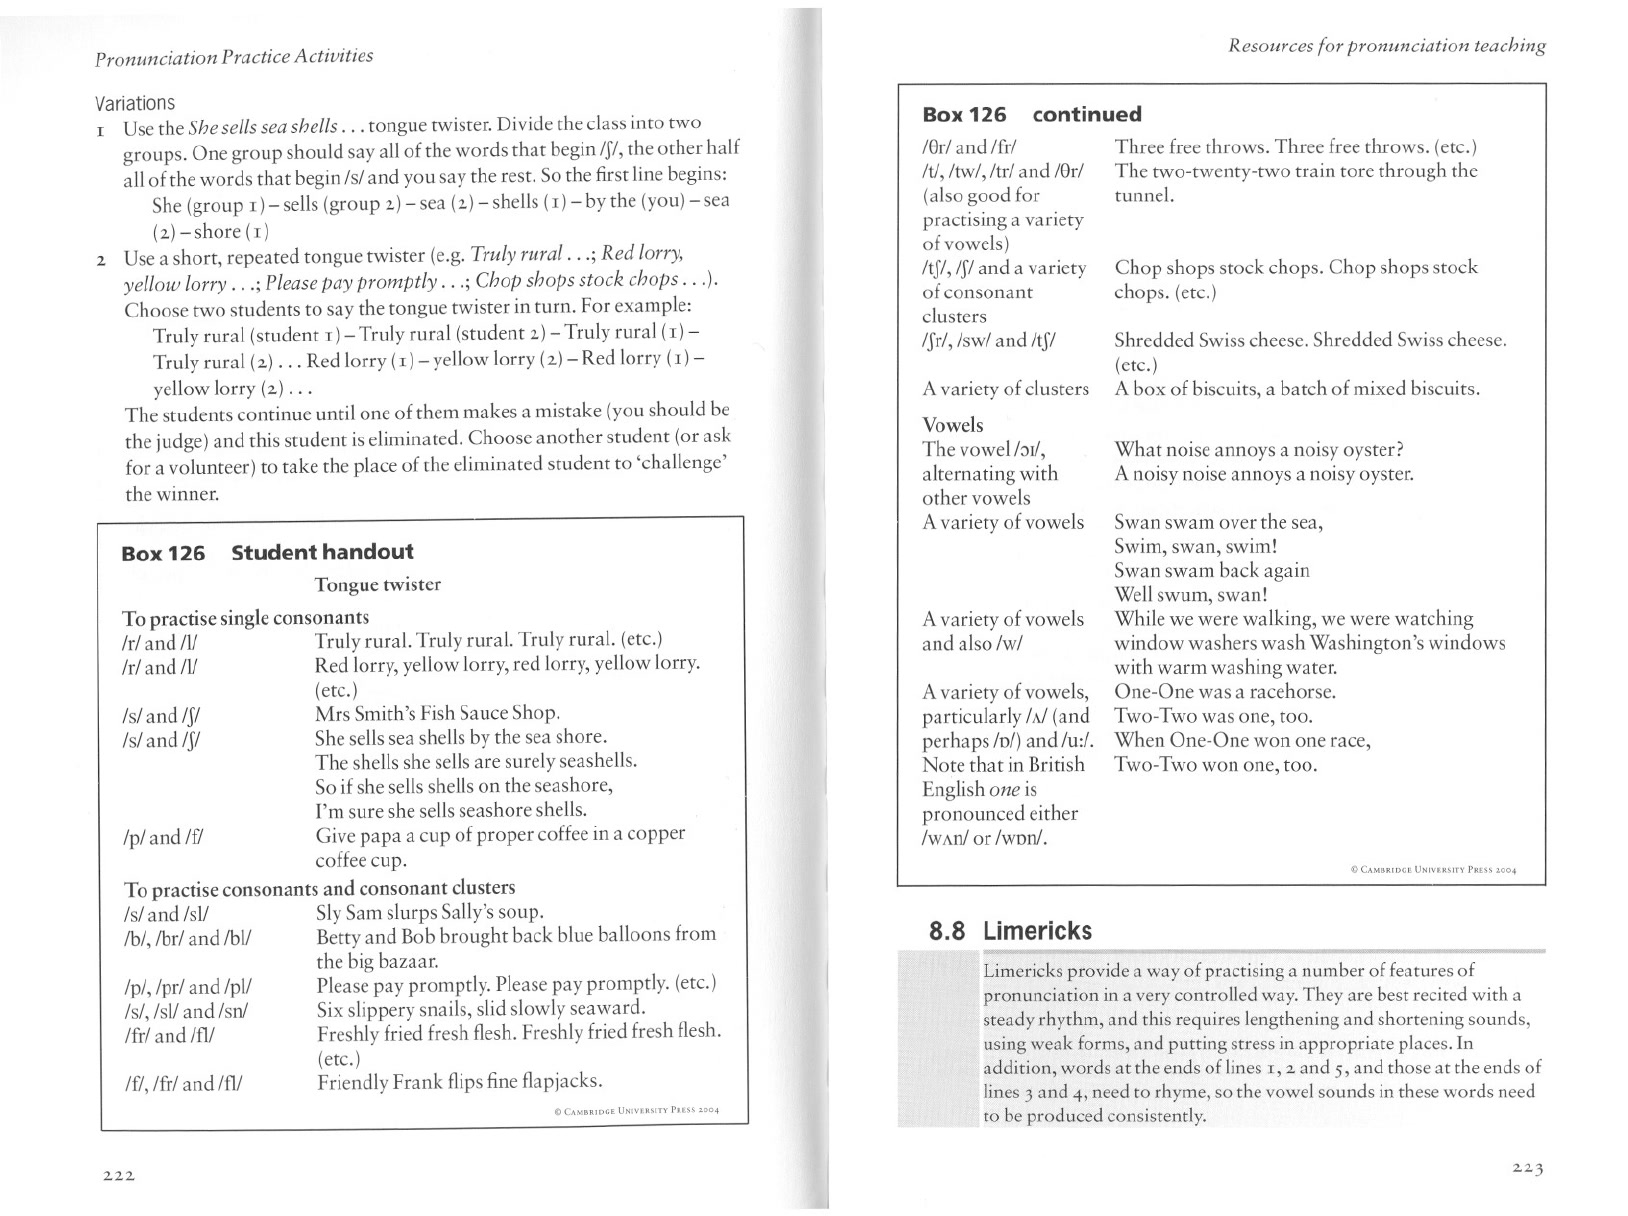 Pronunciation Practice Activities
Variations
1 Use the She sells sea shells . . . tongue twister. Divide the class into two
groups. One group should say all of the words that begin /ʃ/, the other half
all of the words that begin /s/ and you say the rest. So the first line begins:
She (group 1) – sells (group 2) – sea (2) – shells (1) – by the (you) – sea
(2) – shore (1)
2 Use a short, repeated tongue twister (e.g. Truly rural . . .; Red lorry,
yellow lorry . . .; Please pay promptly . . .; Chop shops stock chops . . .).
Choose two students to say the tongue twister in turn. For example:
Truly rural (student 1) – Truly rural (student 2) – Truly rural (1) –
Truly rural (2) . . . Red lorry (1) – yellow lorry (2) – Red lorry (1) –
yellow lorry (2) . . .
The students continue until one of them makes a mistake (you should be
the judge) and this student is eliminated. Choose another student (or ask
for a volunteer) to take the place of the eliminated student to ‘challenge’
the winner.
Box 126 Student handout
Tongue twister
To practise single consonants
/r/ and /l/ Truly rural. Truly rural. Truly rural. (etc.)
/r/ and /l/ Red lorry, yellow lorry, red lorry, yellow lorry.
(etc.)
/s/ and /ʃ/ Mrs Smith’s Fish Sauce Shop.
/s/ and /ʃ/ She sells sea shells by the sea shore.
The shells she sells are surely seashells.
So if she sells shells on the seashore,
I’m sure she sells seashore shells.
/p/ and /f/ Give papa a cup of proper coffee in a copper
coffee cup.
To practise consonants and consonant clusters
/s/ and /sl/ Sly Sam slurps Sally’s soup.
/b/, /br/ and /bl/ Betty and Bob brought back blue balloons from
the big bazaar.
/p/, /pr/ and /pl/ Please pay promptly. Please pay promptly. (etc.)
/s/, /sl/ and /sn/ Six slippery snails, slid slowly seaward.
/fr/ and /fl/ Freshly fried fresh flesh. Freshly fried fresh flesh.
(etc.)
/f/, /fr/ and /fl/ Friendly Frank flips fine flapjacks.
© CAMBRIDGE UNIVERSITY PRESS 2004
222
Resources for pronunciation teaching
Box 126 continued
/θr/ and /fr/ Three free throws. Three free throws. (etc.)
/t/, /tw/, /tr/ and /θr/ The two-twenty-two train tore through the
(also good for tunnel.
practising a variety
of vowels)
/tʃ/, /ʃ/ and a variety Chop shops stock chops. Chop shops stock
of consonant chops. (etc.)
clusters
/ʃr/, /sw/ and /tʃ/ Shredded Swiss cheese. Shredded Swiss cheese.
(etc.)
A variety of clusters A box of biscuits, a batch of mixed biscuits.
Vowels
The vowel /ɔɪ/, What noise annoys a noisy oyster?
alternating with A noisy noise annoys a noisy oyster.
other vowels
A variety of vowels Swan swam over the sea,
Swim, swan, swim!
Swan swam back again
Well swum, swan!
A variety of vowels While we were walking, we were watching
and also /w/ window washers wash Washington’s windows
with warm washing water.
A variety of vowels, One-One was a racehorse.
particularly /ʌ/ (and Two-Two was one, too.
perhaps /ɒ/) and /u:/. When One-One won one race,
Note that in British Two-Two won one, too.
English one is
pronounced either
/wʌn/ or /wɒn/.
© CAMBRIDGE UNIVERSITY PRESS 2004
8.8 Limericks
Limericks provide a way of practising a number of features of
pronunciation in a very controlled way. They are best recited with a
steady rhythm, and this requires lengthening and shortening sounds,
using weak forms, and putting stress in appropriate places. In
addition, words at the ends of lines 1, 2 and 5, and those at the ends of
lines 3 and 4, need to rhyme, so the vowel sounds in these words need
to be produced consistently.
223